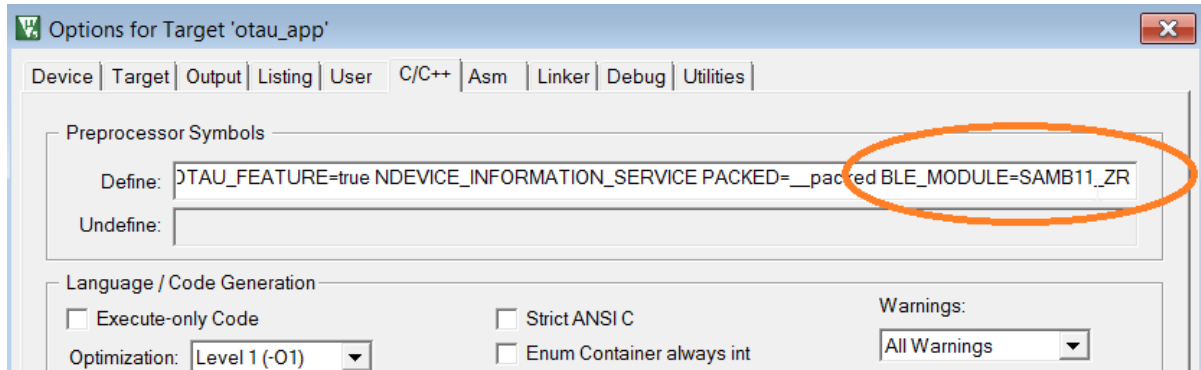 Options for Target 'otau_app'
Device Target Output Listing User C/C++ Asm Linker Debug Utilities
Preprocessor Symbols
Define: OTAU_FEATURE=true NDEVICE_INFORMATION_SERVICE PACKED=__packed BLE_MODULE=SAMB11_ZR
Undefine:
Language / Code Generation
Execute-only Code Strict ANSI C Warnings:
Optimization: Level 1 (-O1) Enum Container always int All Warnings